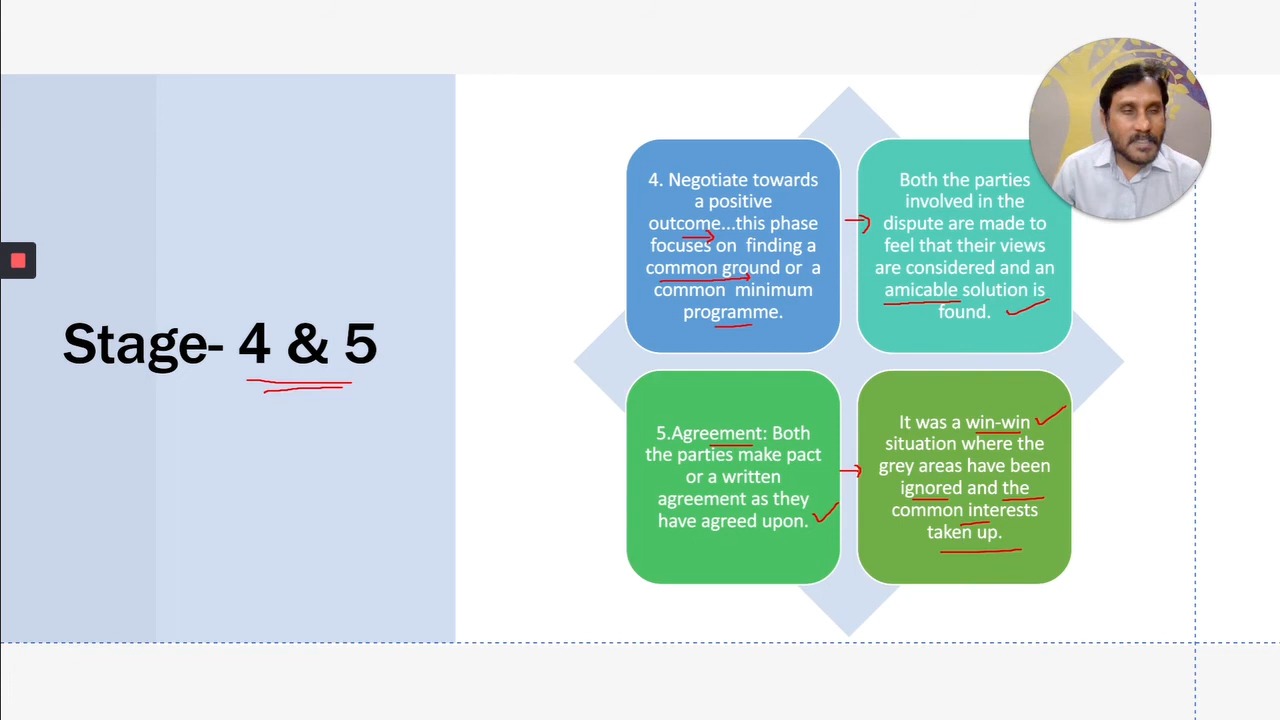 Stage- 4 & 5
4. Negotiate towards
a positive
outcome...this phase
focuses on finding a
common ground or a
common minimum
programme.
Both the parties
involved in the
dispute are made to
feel that their views
are considered and an
amicable solution is
found.
5.Agreement: Both
the parties make pact
or a written
agreement as they
have agreed upon.
It was a win-win
situation where the
grey areas have been
ignored and the
common interests
taken up.